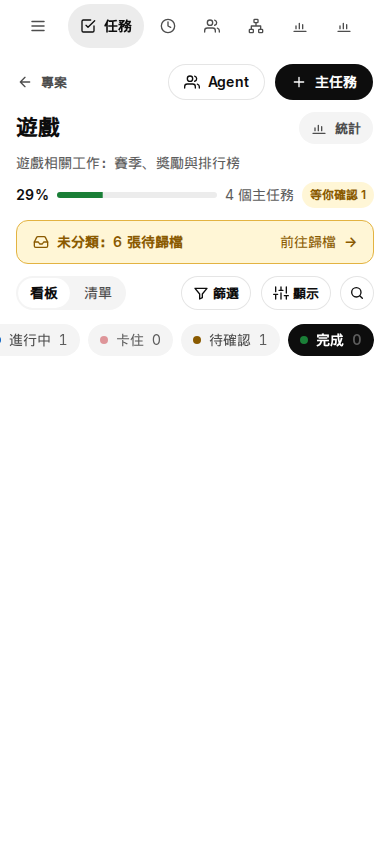 任務
專案
Agent
主任務
遊戲
統計
遊戲相關工作：賽季、獎勵與排行榜
29%
4 個主任務
等你確認 1
未分類：6 張待歸檔
前往歸檔
看板
清單
篩選
顯示
進行中 1
卡住 0
待確認 1
完成 0